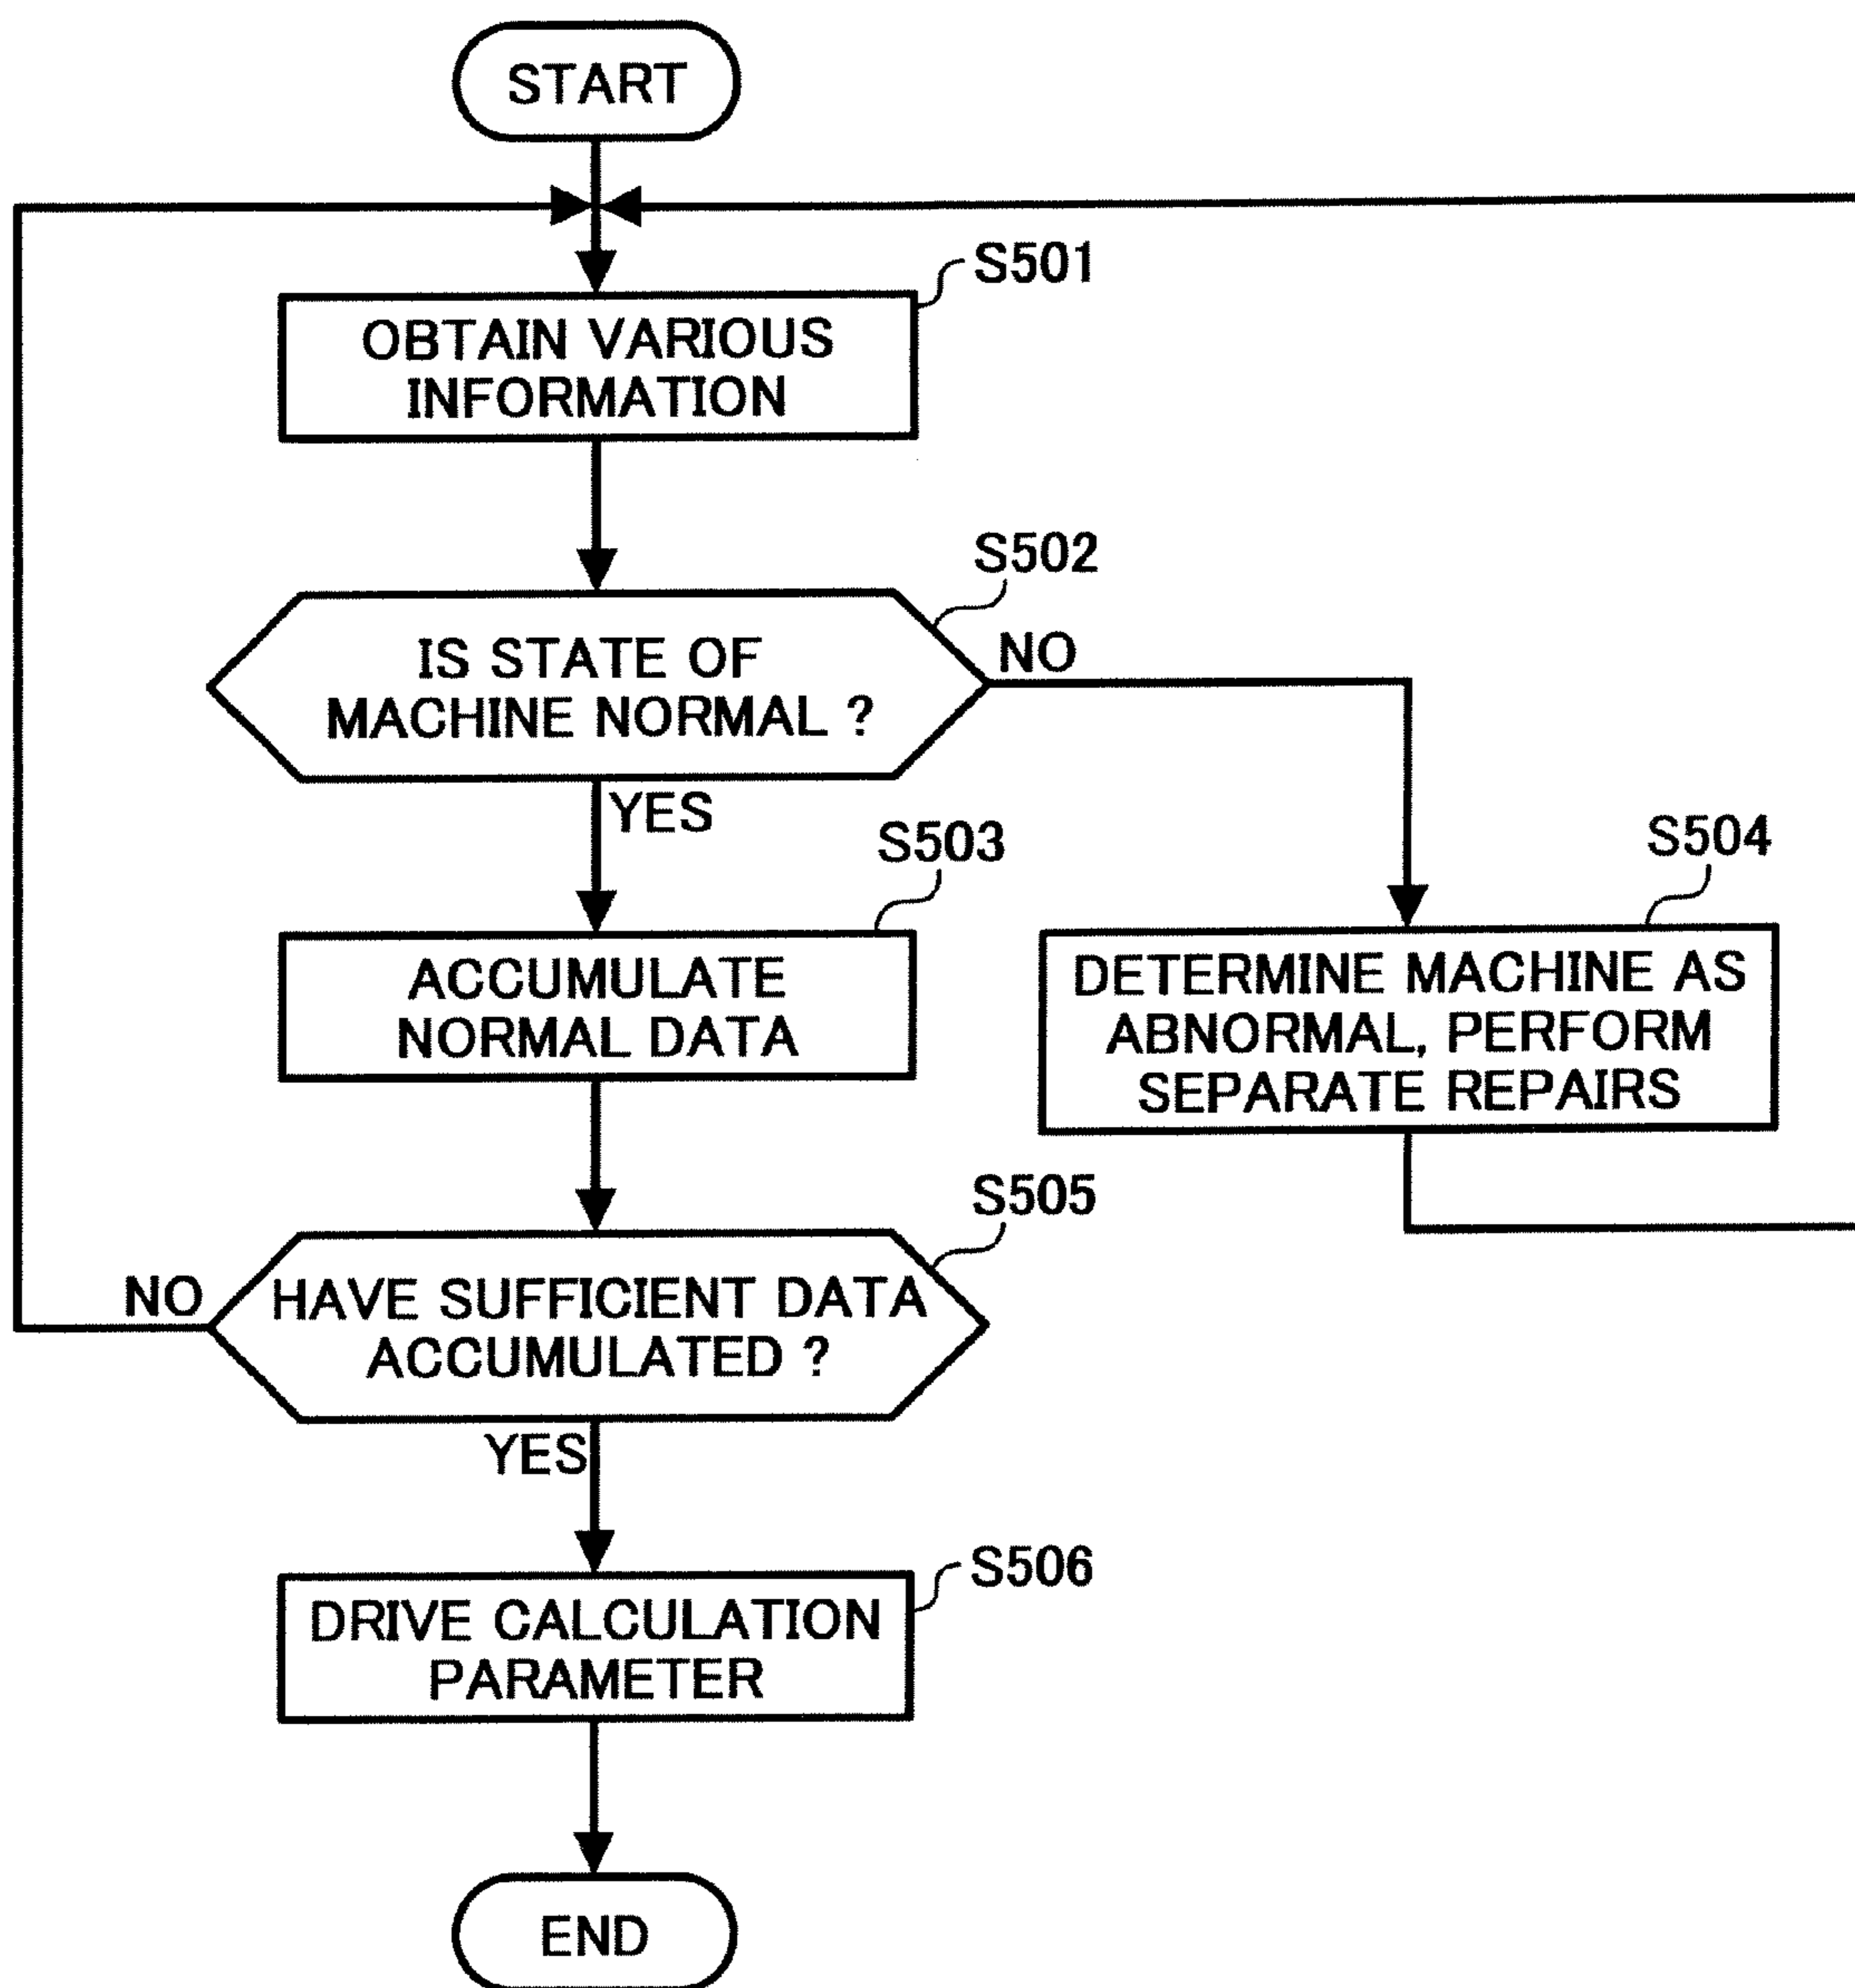 START
S501
OBTAIN VARIOUS
INFORMATION
S502
IS STATE OF
MACHINE NORMAL ?
NO
YES
S503
ACCUMULATE
NORMAL DATA
S504
DETERMINE MACHINE AS
ABNORMAL, PERFORM
SEPARATE REPAIRS
S505
NO
HAVE SUFFICIENT DATA
ACCUMULATED ?
YES
S506
DRIVE CALCULATION
PARAMETER
END